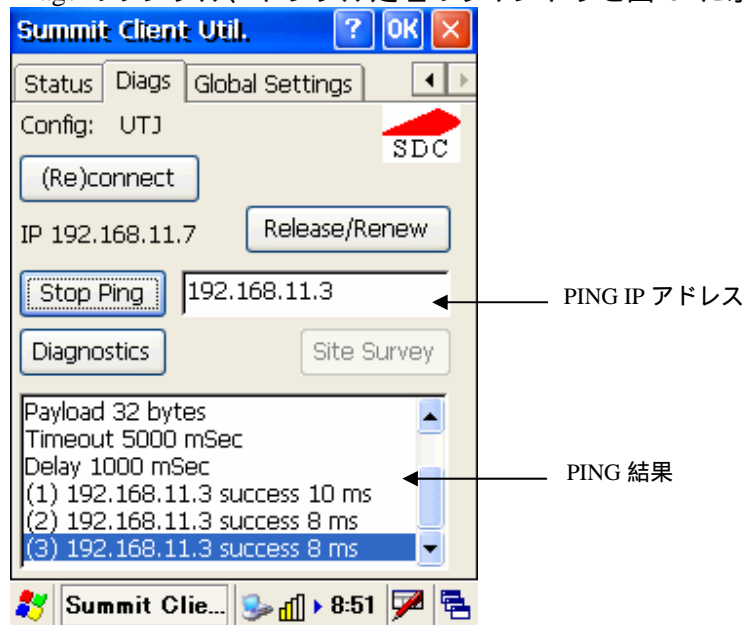 Summit Client Util. ? OK ×
Status Diags Global Settings
Config: UTJ
SDC
(Re)connect
IP 192.168.11.7 Release/Renew
Stop Ping 192.168.11.3
PING IP アドレス
Diagnostics Site Survey
Payload 32 bytes
Timeout 5000 mSec
Delay 1000 mSec
PING 結果
(1) 192.168.11.3 success 10 ms
(2) 192.168.11.3 success 8 ms
(3) 192.168.11.3 success 8 ms
Summit Clie... 8:51